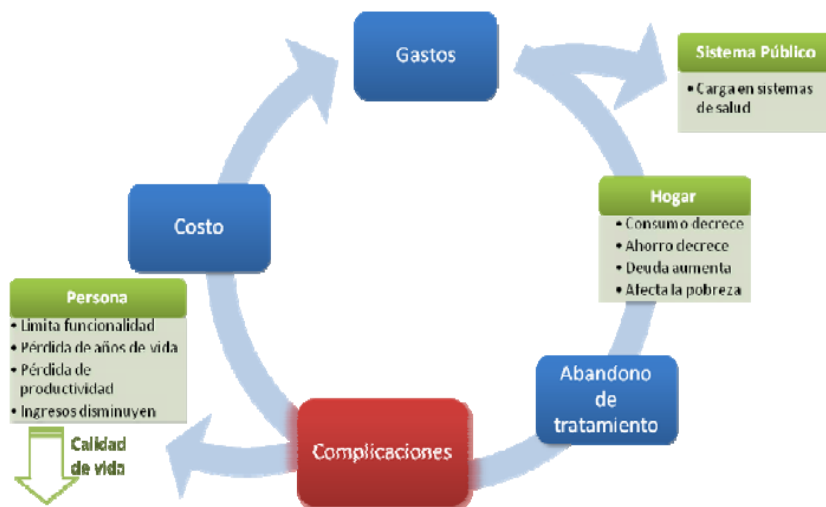 Gastos
Sistema Público
• Carga en sistemas
de salud
Hogar
• Consumo decrece
• Ahorro decrece
• Deuda aumenta
• Afecta la pobreza
Abandono
de
tratamiento
Complicaciones
Costo
Persona
• Limita funcionalidad
• Pérdida de años de vida
• Pérdida de
productividad
• Ingresos disminuyen
Calidad
de vida